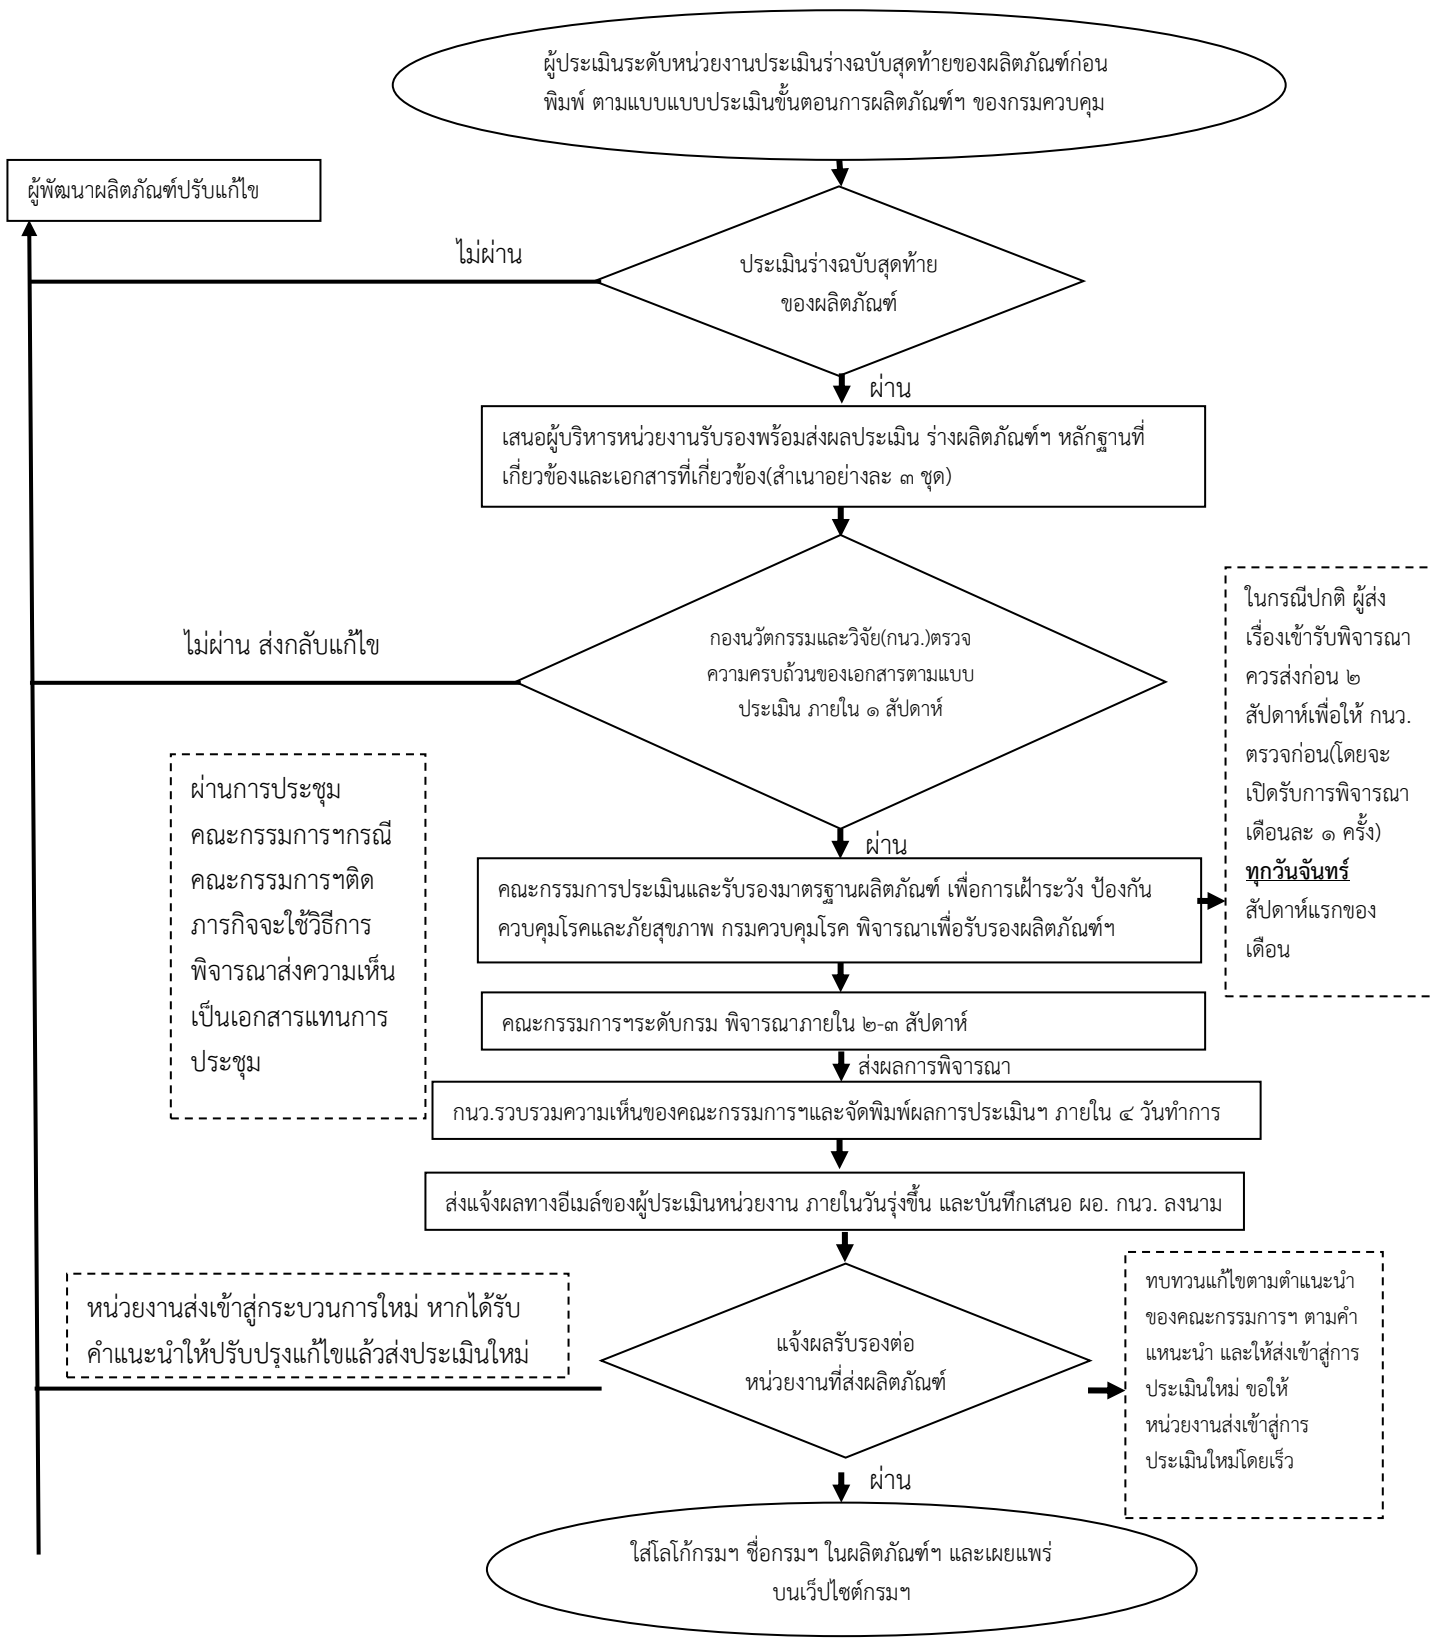 ผู้ประเมินระดับหน่วยงานประเมินร่างฉบับสุดท้ายของผลิตภัณฑ์ก่อน
พิมพ์ ตามแบบแบบประเมินขั้นตอนการผลิตภัณฑ์ฯ ของกรมควบคุม
ผู้พัฒนาผลิตภัณฑ์ปรับแก้ไข
ไม่ผ่าน
ประเมินร่างฉบับสุดท้าย
ของผลิตภัณฑ์
ผ่าน
เสนอผู้บริหารหน่วยงานรับรองพร้อมส่งผลประเมิน ร่างผลิตภัณฑ์ฯ หลักฐานที่
เกี่ยวข้องและเอกสารที่เกี่ยวข้อง(สำเนาอย่างละ ๓ ชุด)
ไม่ผ่าน ส่งกลับแก้ไข
กองนวัตกรรมและวิจัย(กนว.)ตรวจ
ความครบถ้วนของเอกสารตามแบบ
ประเมิน ภายใน ๑ สัปดาห์
ในกรณีปกติ ผู้ส่ง
เรื่องเข้ารับพิจารณา
ควรส่งก่อน ๒
สัปดาห์เพื่อให้ กนว.
ตรวจก่อน(โดยจะ
เปิดรับการพิจารณา
เดือนละ ๑ ครั้ง)
ทุกวันจันทร์
สัปดาห์แรกของ
เดือน
ผ่านการประชุม
คณะกรรมการฯกรณี
คณะกรรมการฯติด
ภารกิจจะใช้วิธีการ
พิจารณาส่งความเห็น
เป็นเอกสารแทนการ
ประชุม
ผ่าน
คณะกรรมการประเมินและรับรองมาตรฐานผลิตภัณฑ์ เพื่อการเฝ้าระวัง ป้องกัน
ควบคุมโรคและภัยสุขภาพ กรมควบคุมโรค พิจารณาเพื่อรับรองผลิตภัณฑ์ฯ
คณะกรรมการฯระดับกรม พิจารณาภายใน ๒-๓ สัปดาห์
ส่งผลการพิจารณา
กนว.รวบรวมความเห็นของคณะกรรมการฯและจัดพิมพ์ผลการประเมินฯ ภายใน ๔ วันทำการ
ส่งแจ้งผลทางอีเมล์ของผู้ประเมินหน่วยงาน ภายในวันรุ่งขึ้น และบันทึกเสนอ ผอ. กนว. ลงนาม
หน่วยงานส่งเข้าสู่กระบวนการใหม่ หากได้รับ
คำแนะนำให้ปรับปรุงแก้ไขแล้วส่งประเมินใหม่
แจ้งผลรับรองต่อ
หน่วยงานที่ส่งผลิตภัณฑ์
ทบทวนแก้ไขตามตำแนะนำ
ของคณะกรรมการฯ ตามคำ
แหนะนำ และให้ส่งเข้าสู่การ
ประเมินใหม่ ขอให้
หน่วยงานส่งเข้าสู่การ
ประเมินใหม่โดยเร็ว
ผ่าน
ใส่โลโก้กรมฯ ชื่อกรมฯ ในผลิตภัณฑ์ฯ และเผยแพร่
บนเว็ปไซต์กรมฯ